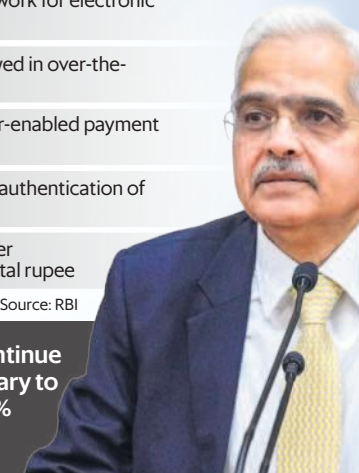 work for electronic
ved in over-the-
r-enabled payment
authentication of
er
tal rupee
Source: RBI
ntinue
ary to
%